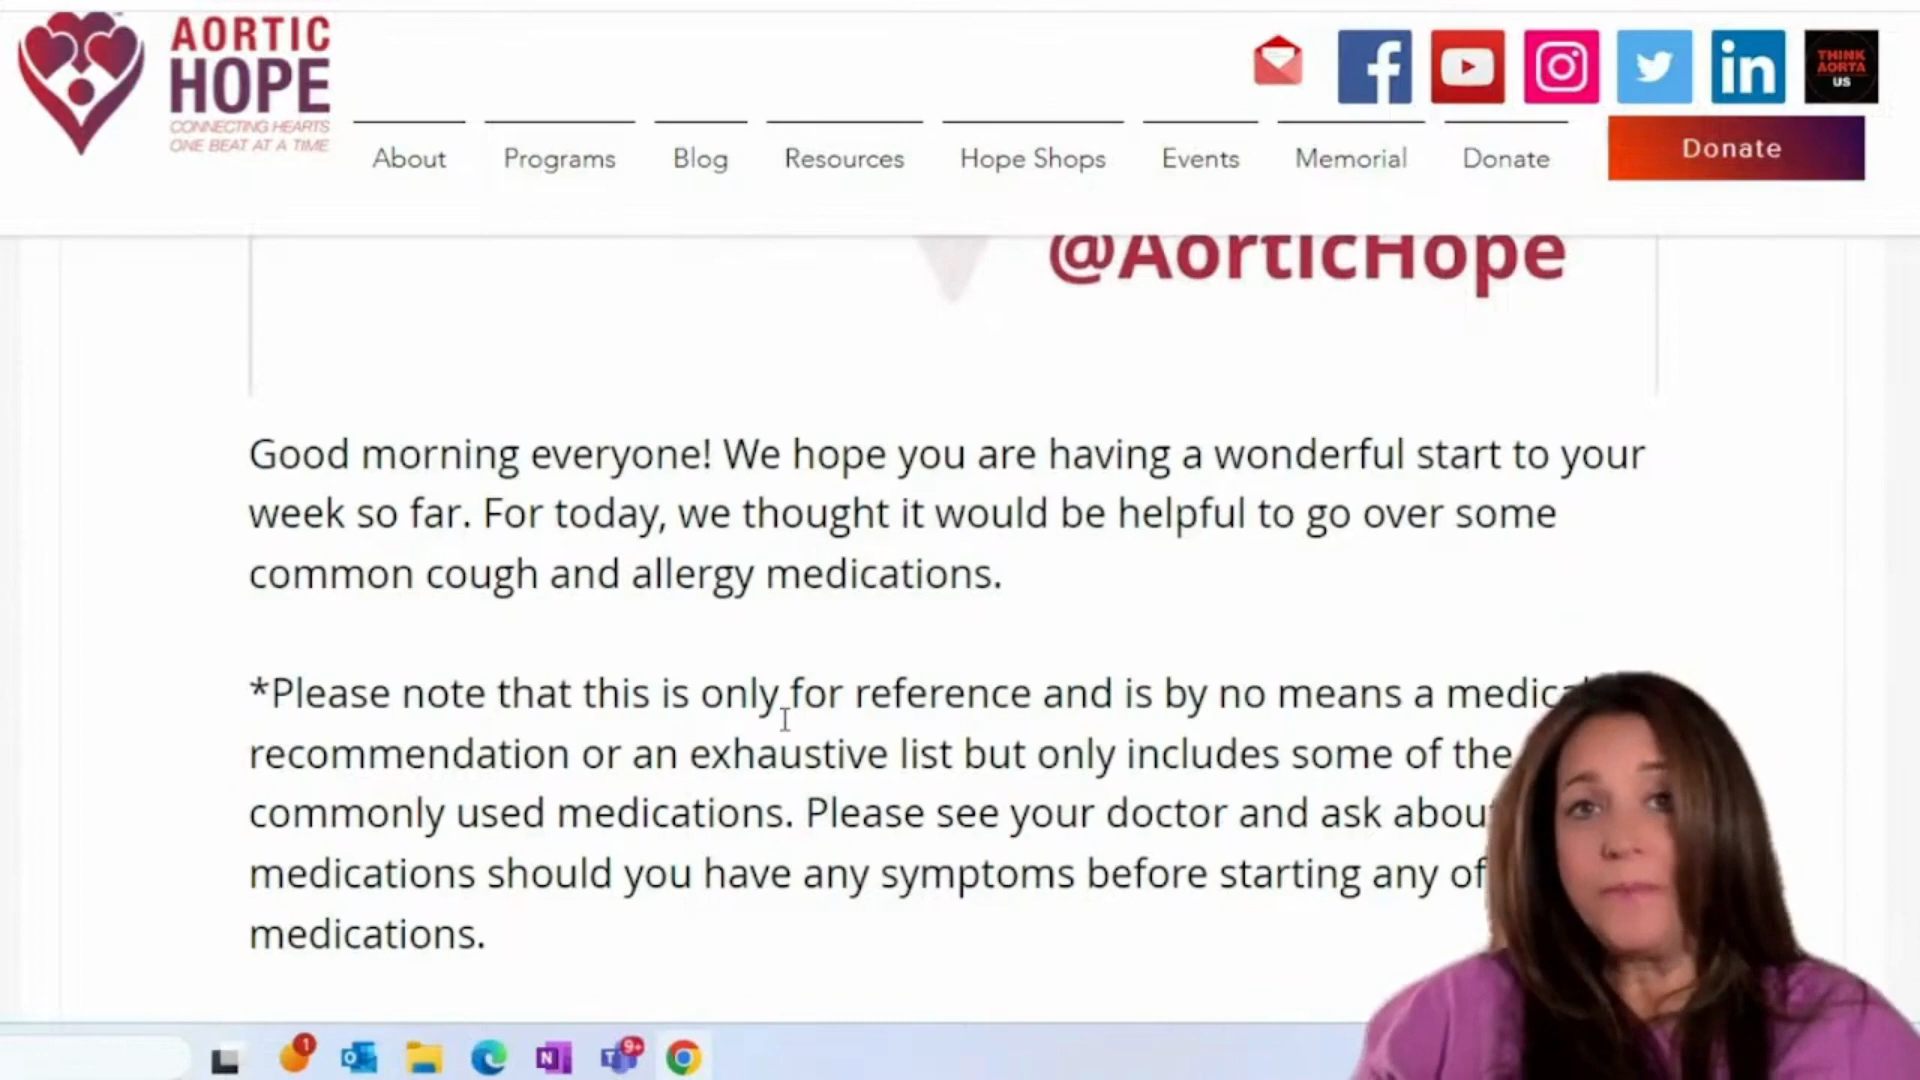 AORTIC
HOPE
CONNECTING HEARTS
ONE BEAT AT A TIME
THINK
AORTA
US
About Programs Blog Resources Hope Shops Events Memorial Donate Donate
@AorticHope
Good morning everyone! We hope you are having a wonderful start to your
week so far. For today, we thought it would be helpful to go over some
common cough and allergy medications.
*Please note that this is only for reference and is by no means a medical
recommendation or an exhaustive list but only includes some of the
commonly used medications. Please see your doctor and ask about
medications should you have any symptoms before starting any of
medications.
1
9+